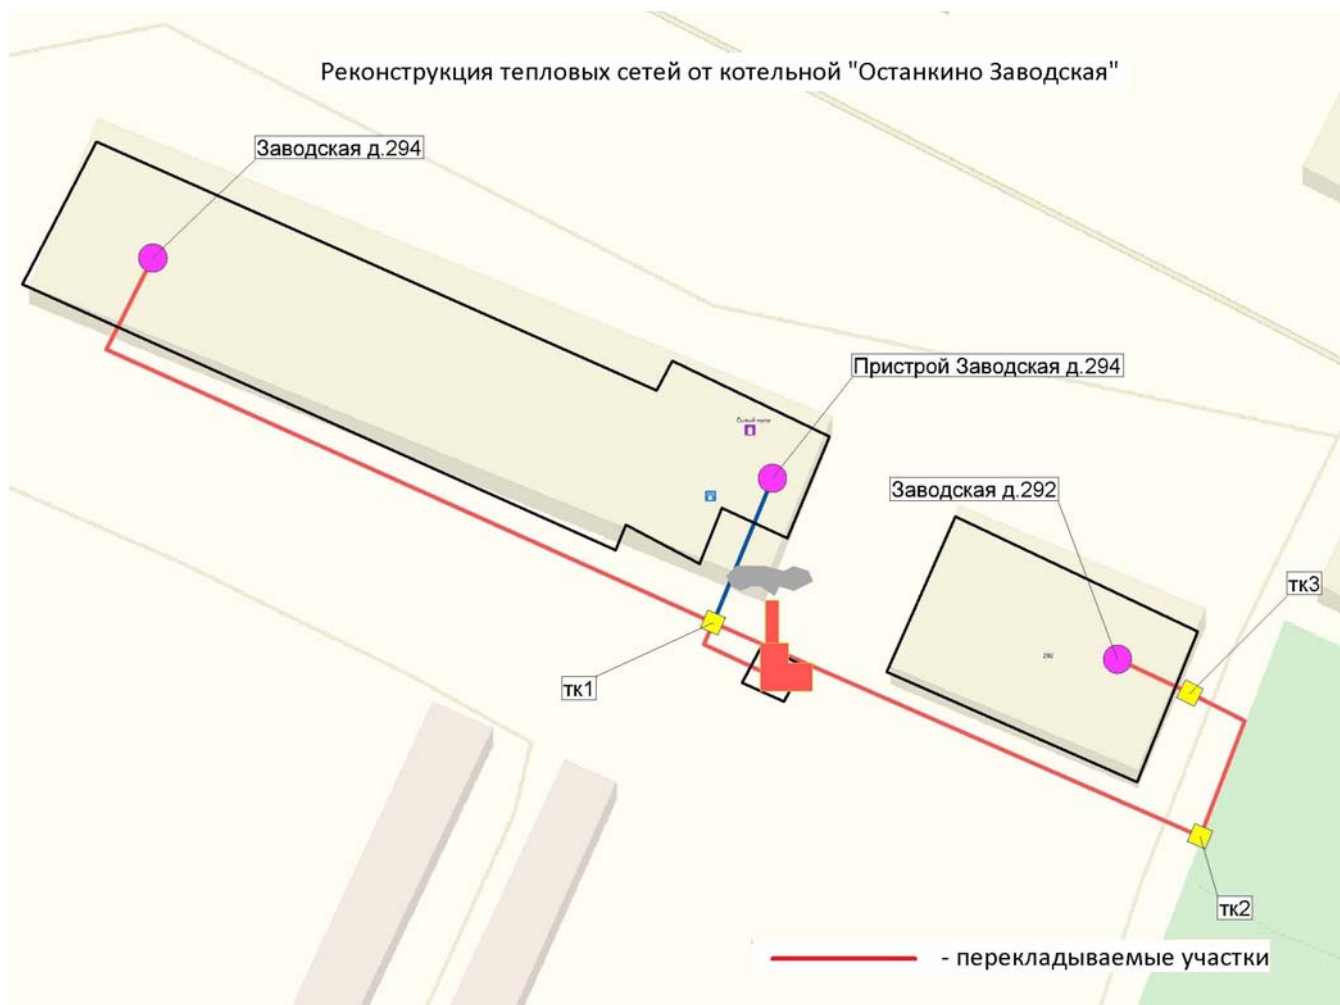 Реконструкция тепловых сетей от котельной "Останкино Заводская"
Заводская д.294
Пристрой Заводская д.294
Заводская д.292
тк3
292
тк1
тк2
- перекладываемые участки